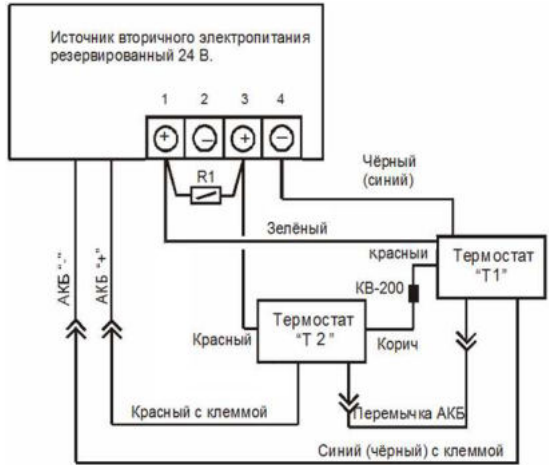 Источник вторичного электропитания
резервированный 24 В.
1 2 3 4
+ − + −
R1
Чёрный
(синий)
Зелёный
красный
Термостат
“Т1”
КВ-200
АКБ “-”
АКБ “+”
Термостат
“Т 2”
Красный
Корич
Красный с клеммой
Перемычка АКБ
Синий (чёрный) с клеммой